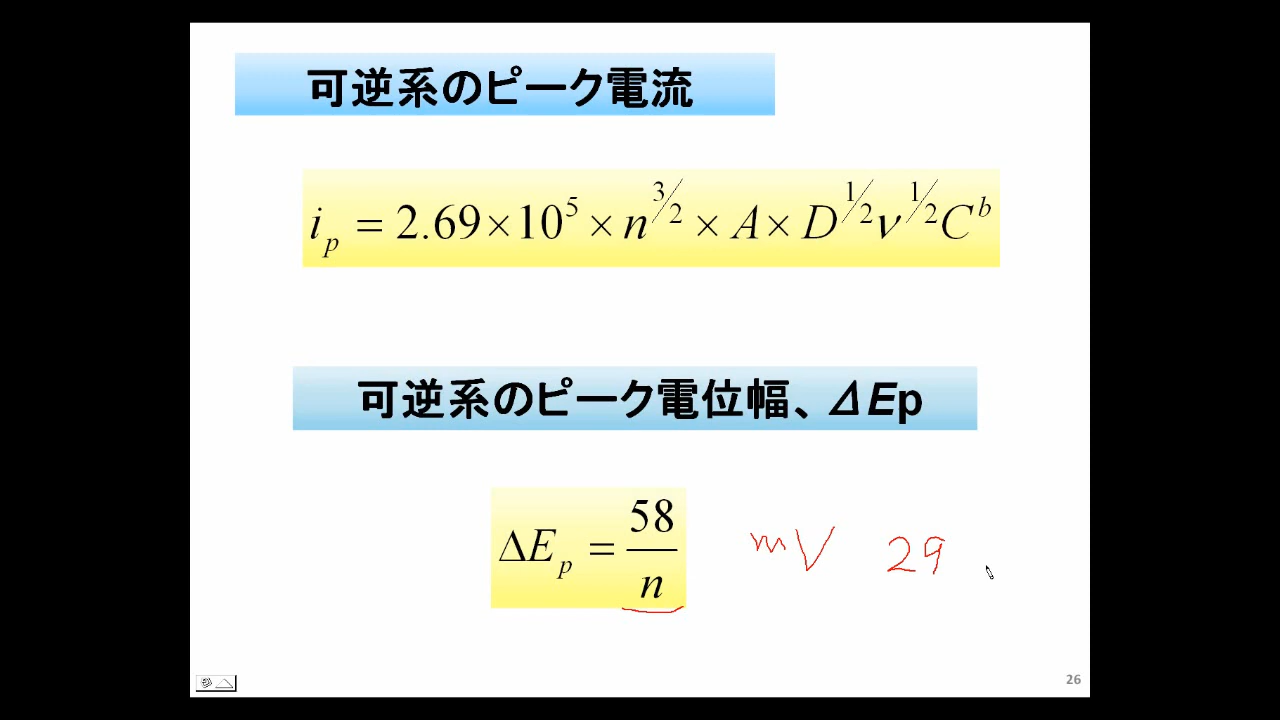 可逆系のピーク電流
i_p = 2.69×10^5 × n^{3/2} × A × D^{1/2} ν^{1/2} C^b
可逆系のピーク電位幅、ΔEp
ΔE_p = 58/n mV 29
26